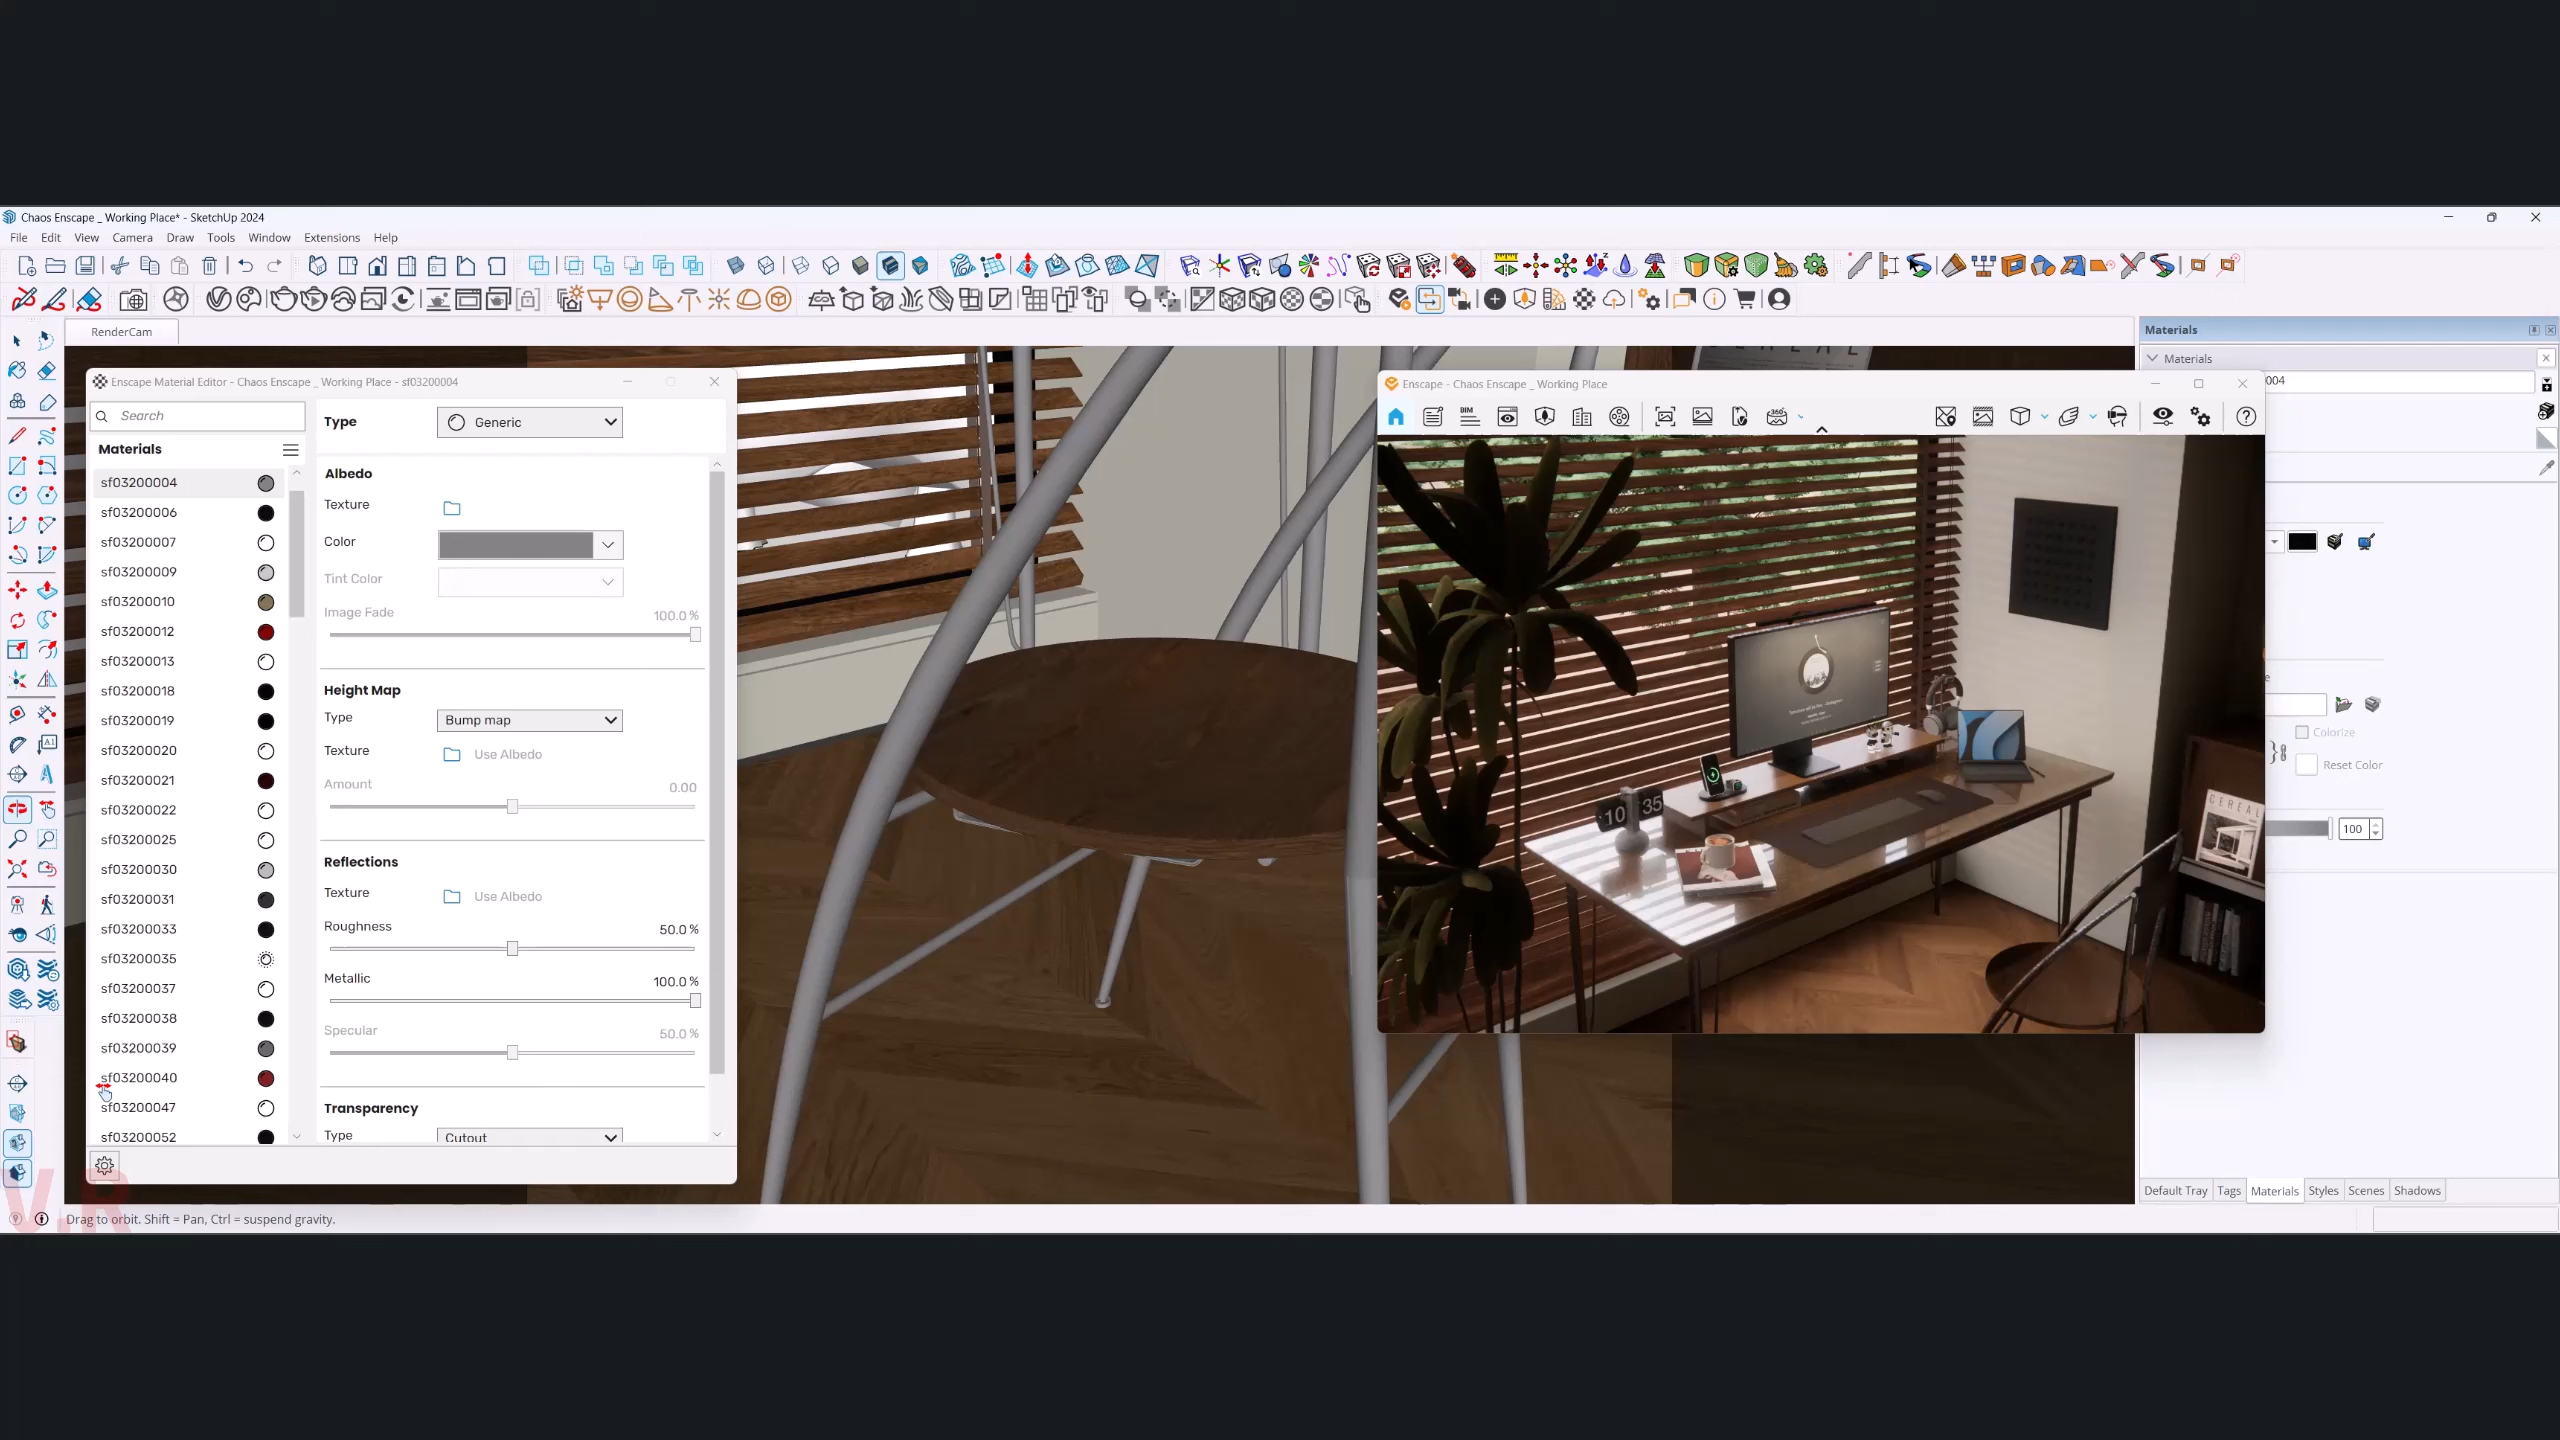 Chaos Enscape _ Working Place* - SketchUp 2024
File Edit View Camera Draw Tools Window Extensions Help
RenderCam
Enscape Material Editor - Chaos Enscape _ Working Place - sf03200004
Search
Materials
sf03200004
sf03200006
sf03200007
sf03200009
sf03200010
sf03200012
sf03200013
sf03200018
sf03200019
sf03200020
sf03200021
sf03200022
sf03200025
sf03200030
sf03200031
sf03200033
sf03200035
sf03200037
sf03200038
sf03200039
sf03200040
sf03200047
sf03200052
Type Generic
Albedo
Texture
Color
Tint Color
Image Fade 100.0 %
Height Map
Type Bump map
Texture Use Albedo
Amount 0.00
Reflections
Texture Use Albedo
Roughness 50.0 %
Metallic 100.0 %
Specular 50.0 %
Transparency
Type Cutout
Enscape - Chaos Enscape _ Working Place
DIM
360°
10 35
CEREAL
Materials
Materials
004
Colorize
Reset Color
100
Default Tray Tags Materials Styles Scenes Shadows
V.R
Drag to orbit. Shift = Pan, Ctrl = suspend gravity.